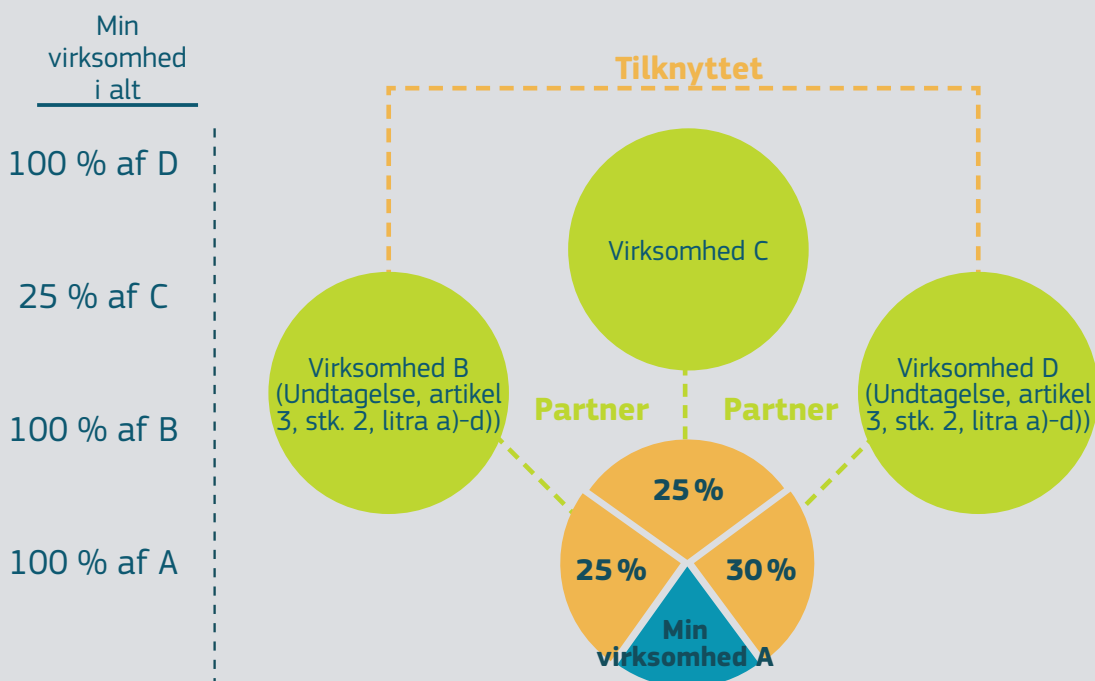 Min
virksomhed
i alt
100 % af D
25 % af C
100 % af B
100 % af A
Tilknyttet
Virksomhed C
Virksomhed B
(Undtagelse, artikel
3, stk. 2, litra a)-d))
Virksomhed D
(Undtagelse, artikel
3, stk. 2, litra a)-d))
Partner
Partner
25 %
25 %
30 %
Min
virksomhed A